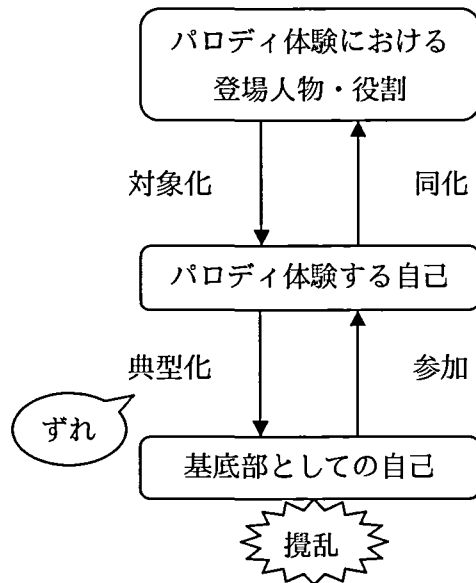 パロディ体験における
登場人物・役割
対象化
同化
パロディ体験する自己
典型化
参加
ずれ
基底部としての自己
攪乱